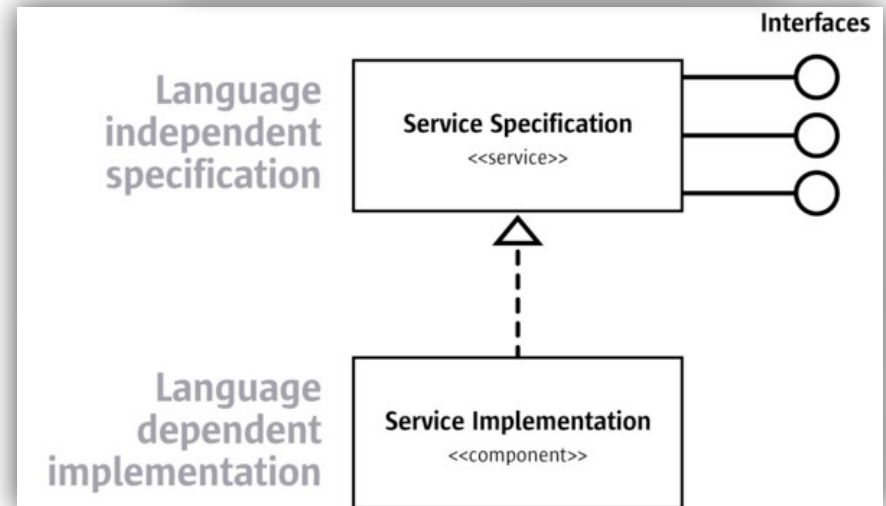 Interfaces
Language
independent
specification
Service Specification
<<service>>
Language
dependent
implementation
Service Implementation
<<component>>